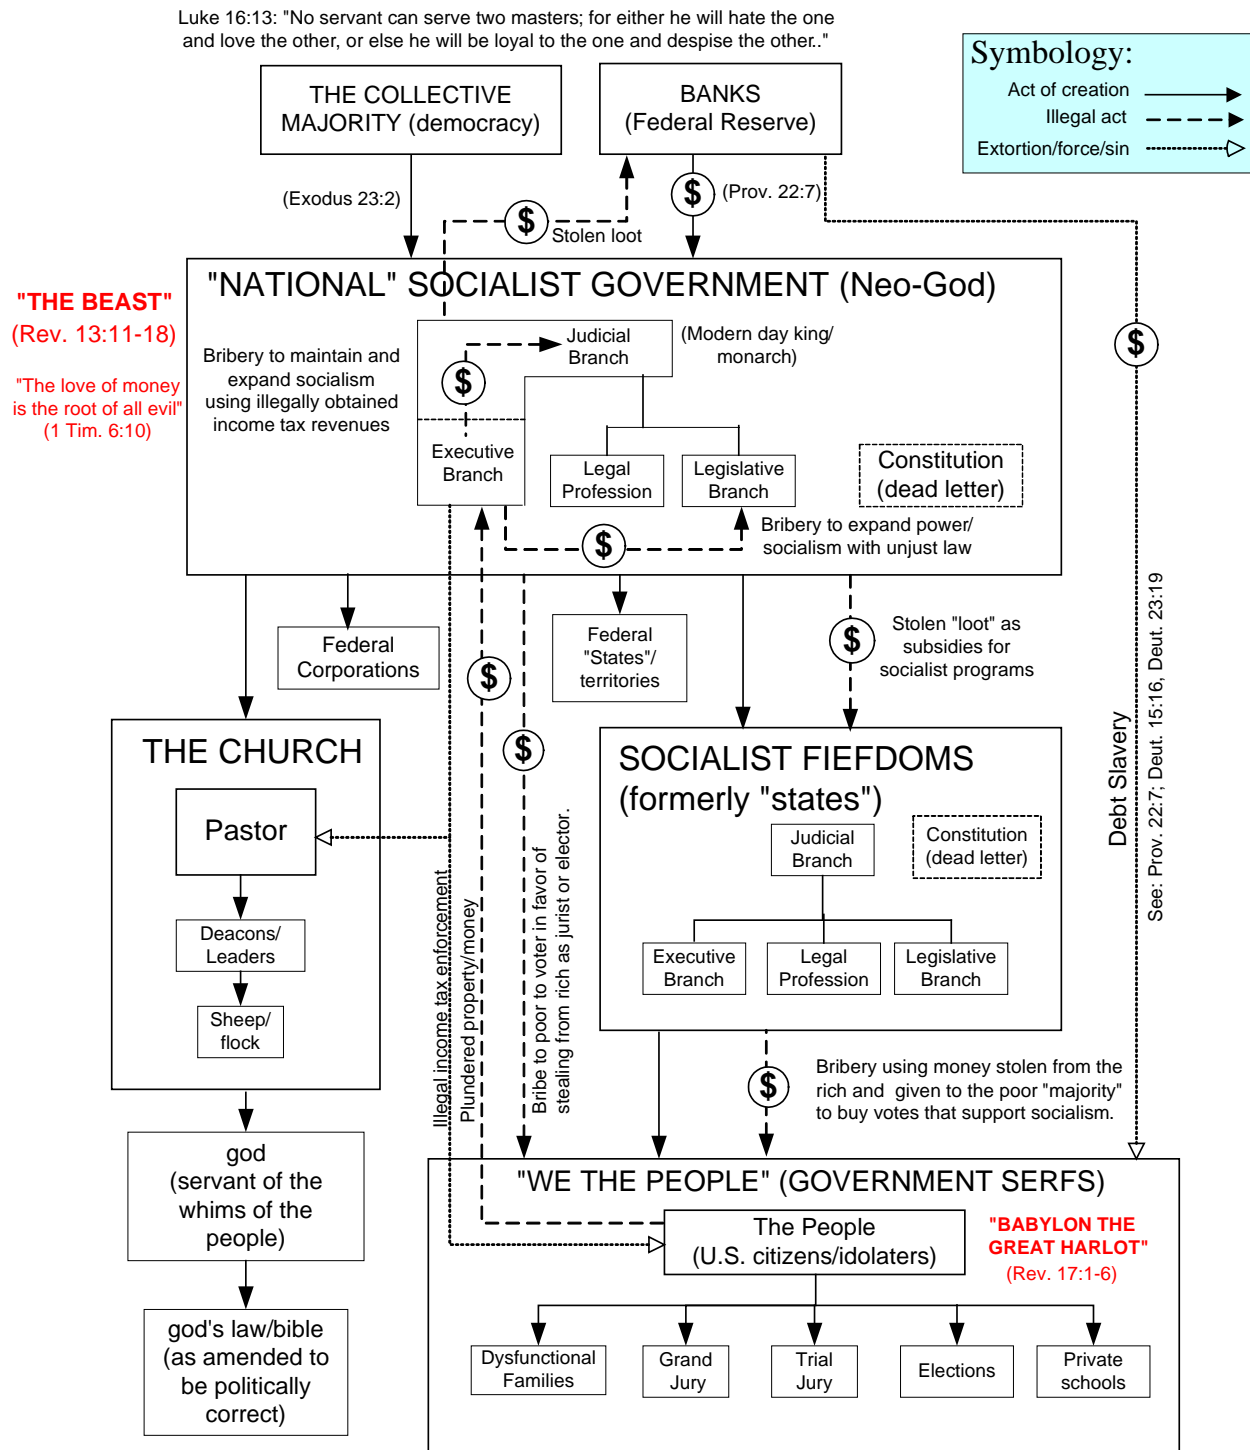 Luke 16:13: "No servant can serve two masters; for either he will hate the one
and love the other, or else he will be loyal to the one and despise the other.."
Symbology:
Act of creation
Illegal act
Extortion/force/sin
THE COLLECTIVE
MAJORITY (democracy)
BANKS
(Federal Reserve)
(Exodus 23:2)
$
Stolen loot
$
(Prov. 22:7)
"NATIONAL" SOCIALIST GOVERNMENT (Neo-God)
"THE BEAST"
(Rev. 13:11-18)
"The love of money
is the root of all evil"
(1 Tim. 6:10)
Bribery to maintain and
expand socialism
using illegally obtained
income tax revenues
$
Judicial
Branch
(Modern day king/
monarch)
$
Executive
Branch
Legal
Profession
Legislative
Branch
Constitution
(dead letter)
$
Bribery to expand power/
socialism with unjust law
Federal
Corporations
Federal
"States"/
territories
$
Stolen "loot" as
subsidies for
socialist programs
$
$
Debt Slavery
See: Prov. 22:7; Deut. 15:16, Deut. 23:19
THE CHURCH
Pastor
Deacons/
Leaders
Sheep/
flock
Illegal income tax enforcement
Plundered property/money
Bribe to poor to voter in favor of
stealing from rich as jurist or elector.
SOCIALIST FIEFDOMS
(formerly "states")
Judicial
Branch
Constitution
(dead letter)
Executive
Branch
Legal
Profession
Legislative
Branch
$
Bribery using money stolen from the
rich and given to the poor "majority"
to buy votes that support socialism.
god
(servant of the
whims of the
people)
god's law/bible
(as amended to
be politically
correct)
"WE THE PEOPLE" (GOVERNMENT SERFS)
The People
(U.S. citizens/idolaters)
"BABYLON THE
GREAT HARLOT"
(Rev. 17:1-6)
Dysfunctional
Families
Grand
Jury
Trial
Jury
Elections
Private
schools